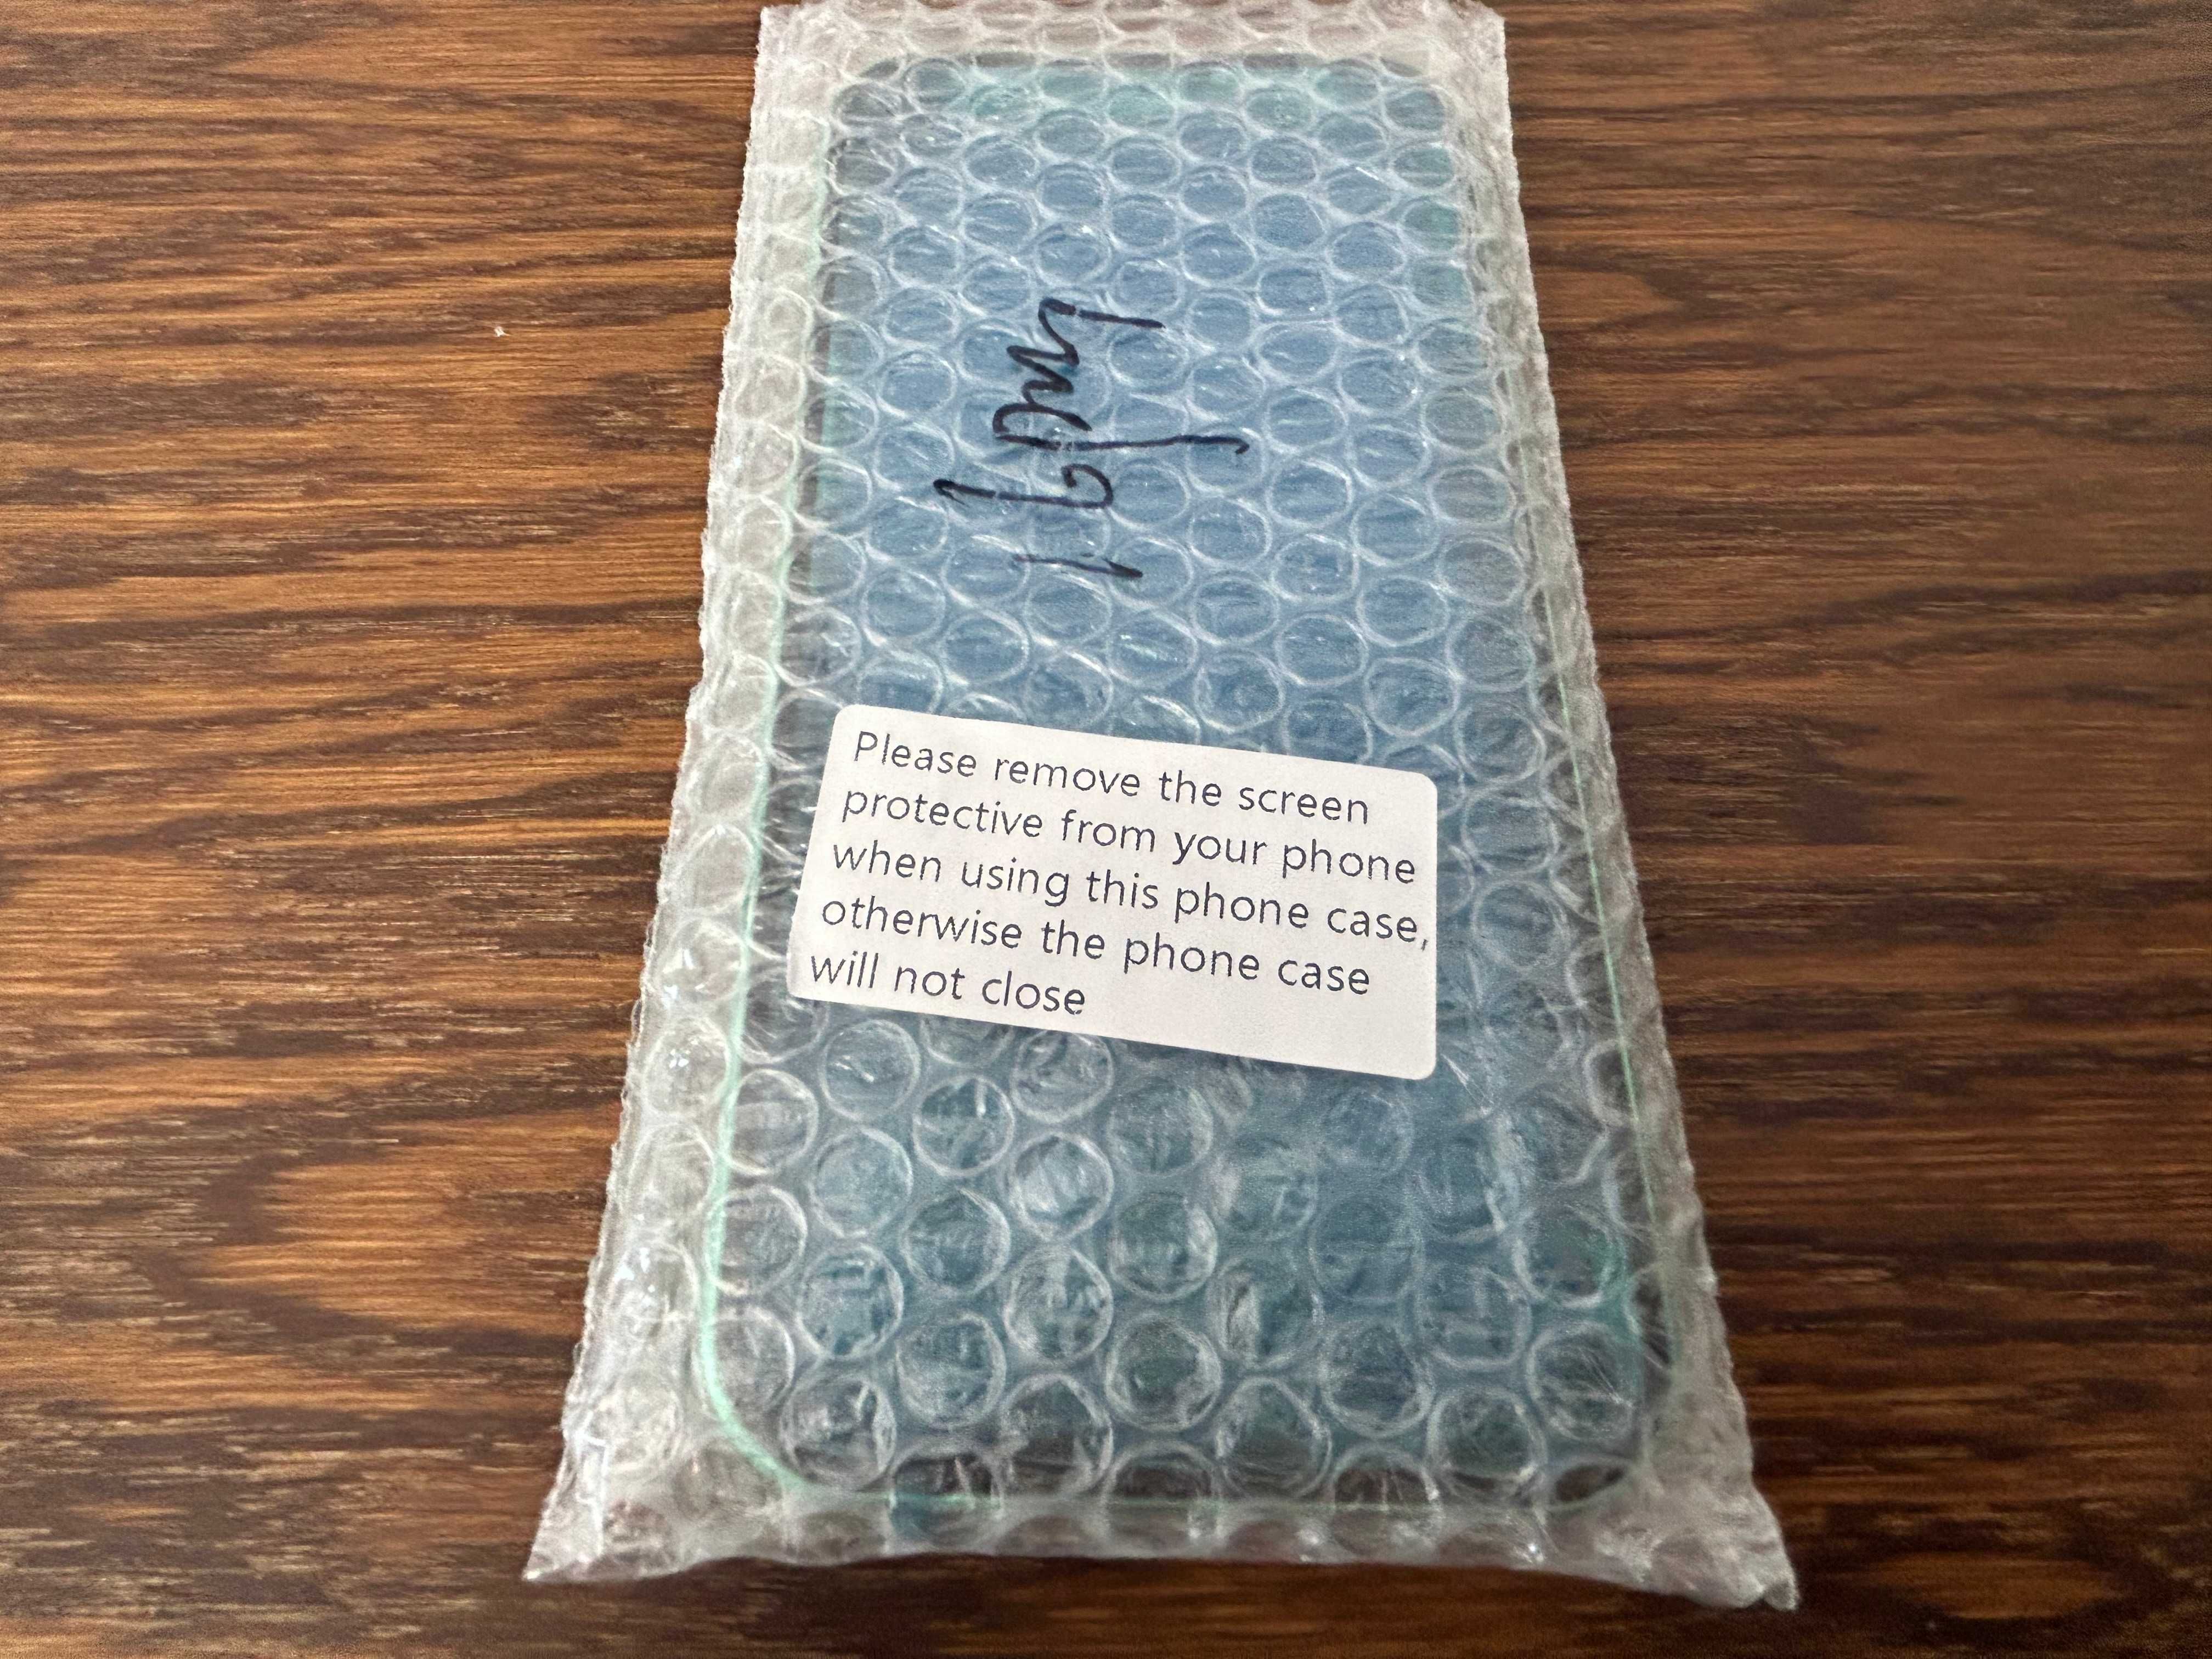 Please remove the screen
protective from your phone
when using this phone case,
otherwise the phone case
will not close